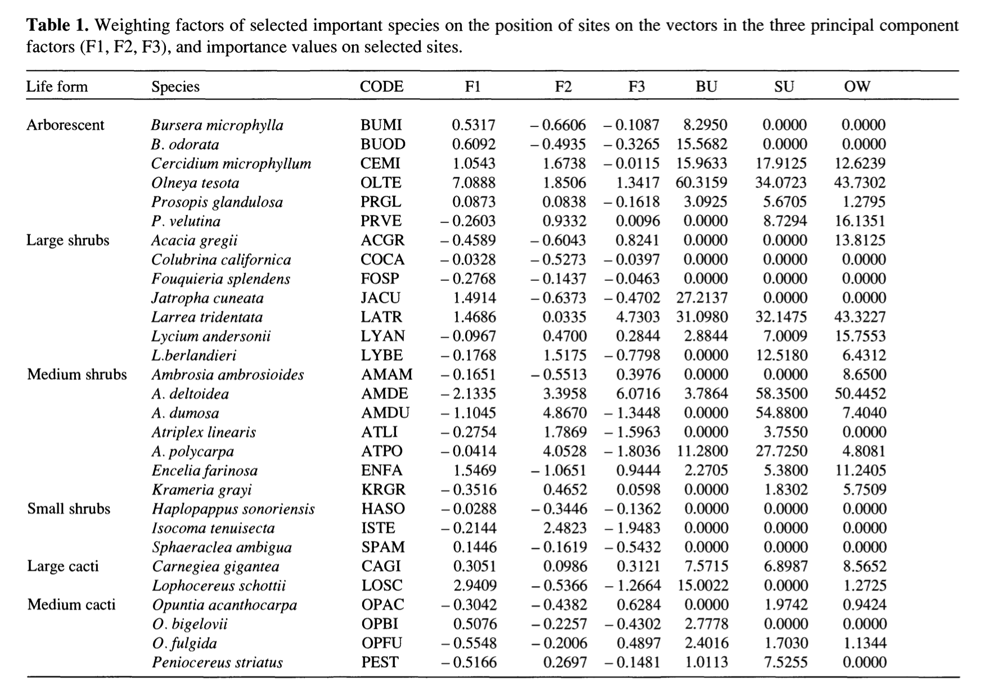 Table 1. Weighting factors of selected important species on the position of sites on the vectors in the three principal component
factors (F1, F2, F3), and importance values on selected sites.
Life form Species CODE F1 F2 F3 BU SU OW
Arborescent Bursera microphylla BUMI 0.5317 – 0.6606 – 0.1087 8.2950 0.0000 0.0000
B. odorata BUOD 0.6092 – 0.4935 – 0.3265 15.5682 0.0000 0.0000
Cercidium microphyllum CEMI 1.0543 1.6738 – 0.0115 15.9633 17.9125 12.6239
Olneya tesota OLTE 7.0888 1.8506 1.3417 60.3159 34.0723 43.7302
Prosopis glandulosa PRGL 0.0873 0.0838 – 0.1618 3.0925 5.6705 1.2795
P. velutina PRVE – 0.2603 0.9332 0.0096 0.0000 8.7294 16.1351
Large shrubs Acacia gregii ACGR – 0.4589 – 0.6043 0.8241 0.0000 0.0000 13.8125
Colubrina californica COCA – 0.0328 – 0.5273 – 0.0397 0.0000 0.0000 0.0000
Fouquieria splendens FOSP – 0.2768 – 0.1437 – 0.0463 0.0000 0.0000 0.0000
Jatropha cuneata JACU 1.4914 – 0.6373 – 0.4702 27.2137 0.0000 0.0000
Larrea tridentata LATR 1.4686 0.0335 4.7303 31.0980 32.1475 43.3227
Lycium andersonii LYAN – 0.0967 0.4700 0.2844 2.8844 7.0009 15.7553
L.berlandieri LYBE – 0.1768 1.5175 – 0.7798 0.0000 12.5180 6.4312
Medium shrubs Ambrosia ambrosioides AMAM – 0.1651 – 0.5513 0.3976 0.0000 0.0000 8.6500
A. deltoidea AMDE – 2.1335 3.3958 6.0716 3.7864 58.3500 50.4452
A. dumosa AMDU – 1.1045 4.8670 – 1.3448 0.0000 54.8800 7.4040
Atriplex linearis ATLI – 0.2754 1.7869 – 1.5963 0.0000 3.7550 0.0000
A. polycarpa ATPO – 0.0414 4.0528 – 1.8036 11.2800 27.7250 4.8081
Encelia farinosa ENFA 1.5469 – 1.0651 0.9444 2.2705 5.3800 11.2405
Krameria grayi KRGR – 0.3516 0.4652 0.0598 0.0000 1.8302 5.7509
Small shrubs Haplopappus sonoriensis HASO – 0.0288 – 0.3446 – 0.1362 0.0000 0.0000 0.0000
Isocoma tenuisecta ISTE – 0.2144 2.4823 – 1.9483 0.0000 0.0000 0.0000
Sphaeraclea ambigua SPAM 0.1446 – 0.1619 – 0.5432 0.0000 0.0000 0.0000
Large cacti Carnegiea gigantea CAGI 0.3051 0.0986 0.3121 7.5715 6.8987 8.5652
Lophocereus schottii LOSC 2.9409 – 0.5366 – 1.2664 15.0022 0.0000 1.2725
Medium cacti Opuntia acanthocarpa OPAC – 0.3042 – 0.4382 0.6284 0.0000 1.9742 0.9424
O. bigelovii OPBI 0.5076 – 0.2257 – 0.4302 2.7778 0.0000 0.0000
O. fulgida OPFU – 0.5548 – 0.2006 0.4897 2.4016 1.7030 1.1344
Peniocereus striatus PEST – 0.5166 0.2697 – 0.1481 1.0113 7.5255 0.0000